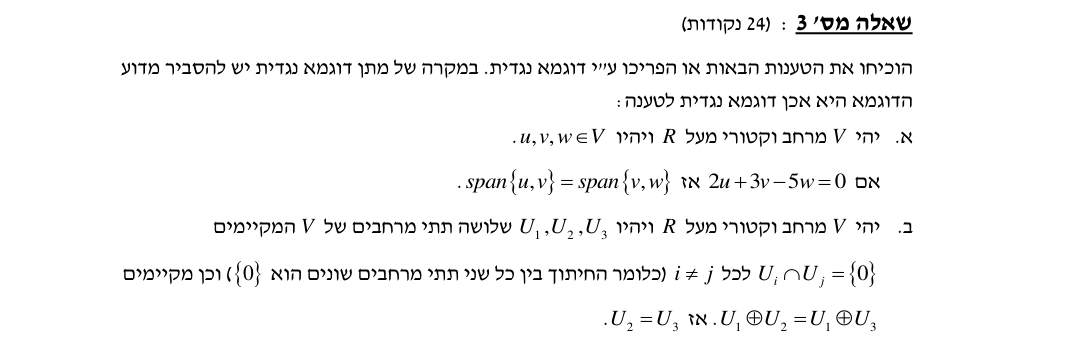 שאלה מס' 3 : (24 נקודות)
הוכיחו את הטענות הבאות או הפריכו ע"י דוגמא נגדית. במקרה של מתן דוגמא נגדית יש להסביר מדוע
הדוגמא היא אכן דוגמא נגדית לטענה:
א. יהי V מרחב וקטורי מעל R ויהיו u, v, w ∈ V.
אם 2u + 3v − 5w = 0 אז span{u, v} = span{v, w}.
ב. יהי V מרחב וקטורי מעל R ויהיו U₁, U₂, U₃ שלושה תתי מרחבים של V המקיימים
Uᵢ ∩ Uⱼ = {0} לכל i ≠ j (כלומר החיתוך בין כל שני תתי מרחבים שונים הוא {0}) וכן מקיימים
U₁ ⊕ U₂ = U₁ ⊕ U₃. אז U₂ = U₃.